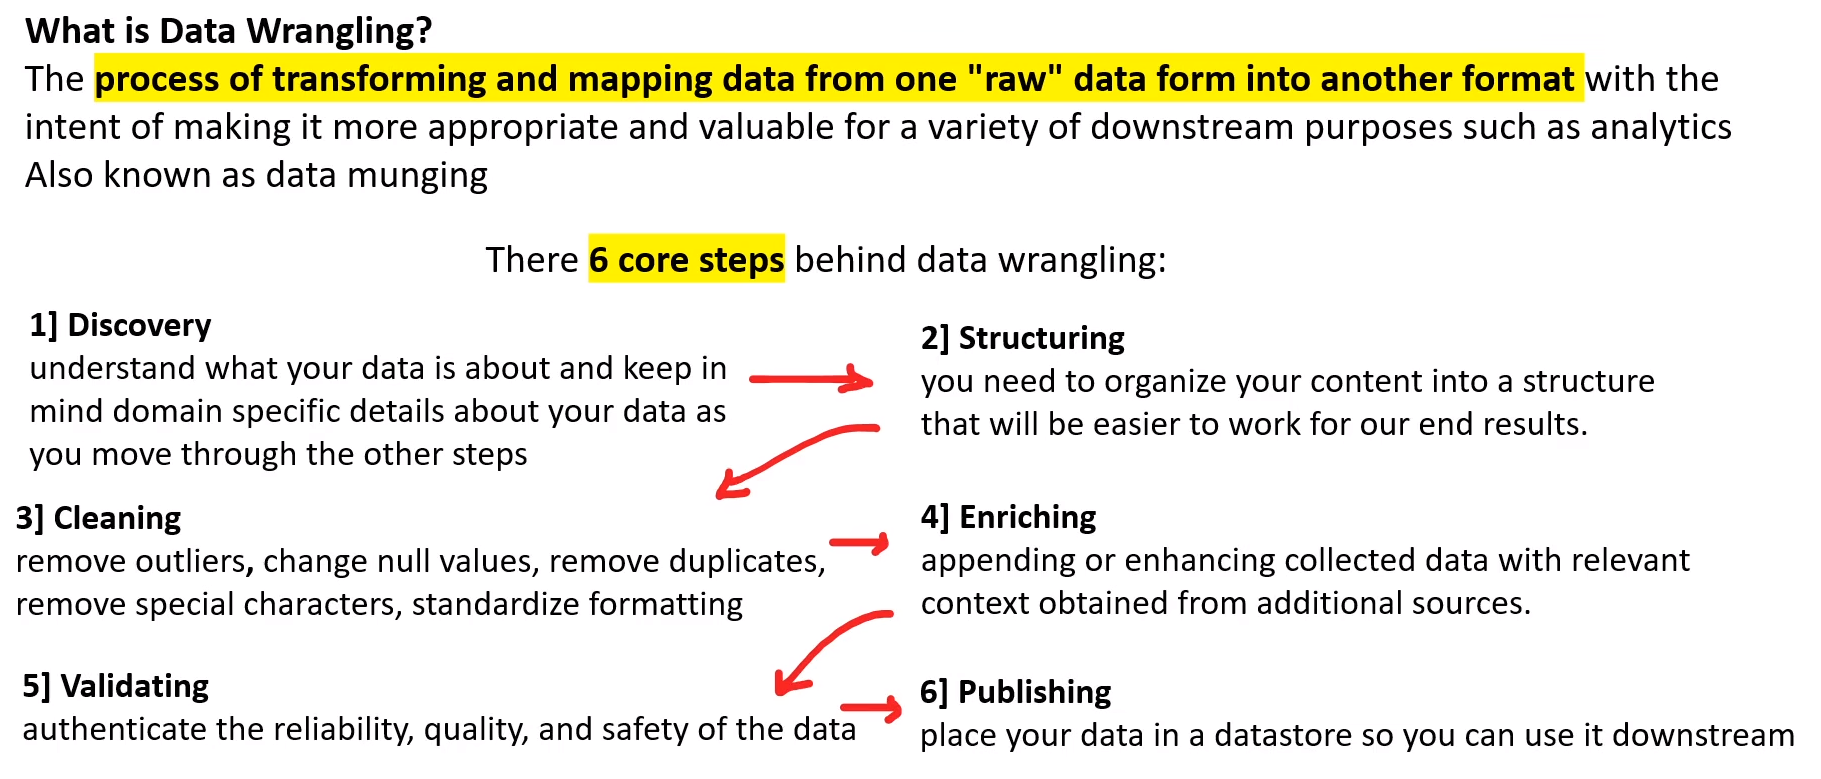 What is Data Wrangling?
The process of transforming and mapping data from one "raw" data form into another format with the
intent of making it more appropriate and valuable for a variety of downstream purposes such as analytics
Also known as data munging
There 6 core steps behind data wrangling:
1] Discovery
understand what your data is about and keep in
mind domain specific details about your data as
you move through the other steps
2] Structuring
you need to organize your content into a structure
that will be easier to work for our end results.
3] Cleaning
remove outliers, change null values, remove duplicates,
remove special characters, standardize formatting
4] Enriching
appending or enhancing collected data with relevant
context obtained from additional sources.
5] Validating
authenticate the reliability, quality, and safety of the data
6] Publishing
place your data in a datastore so you can use it downstream